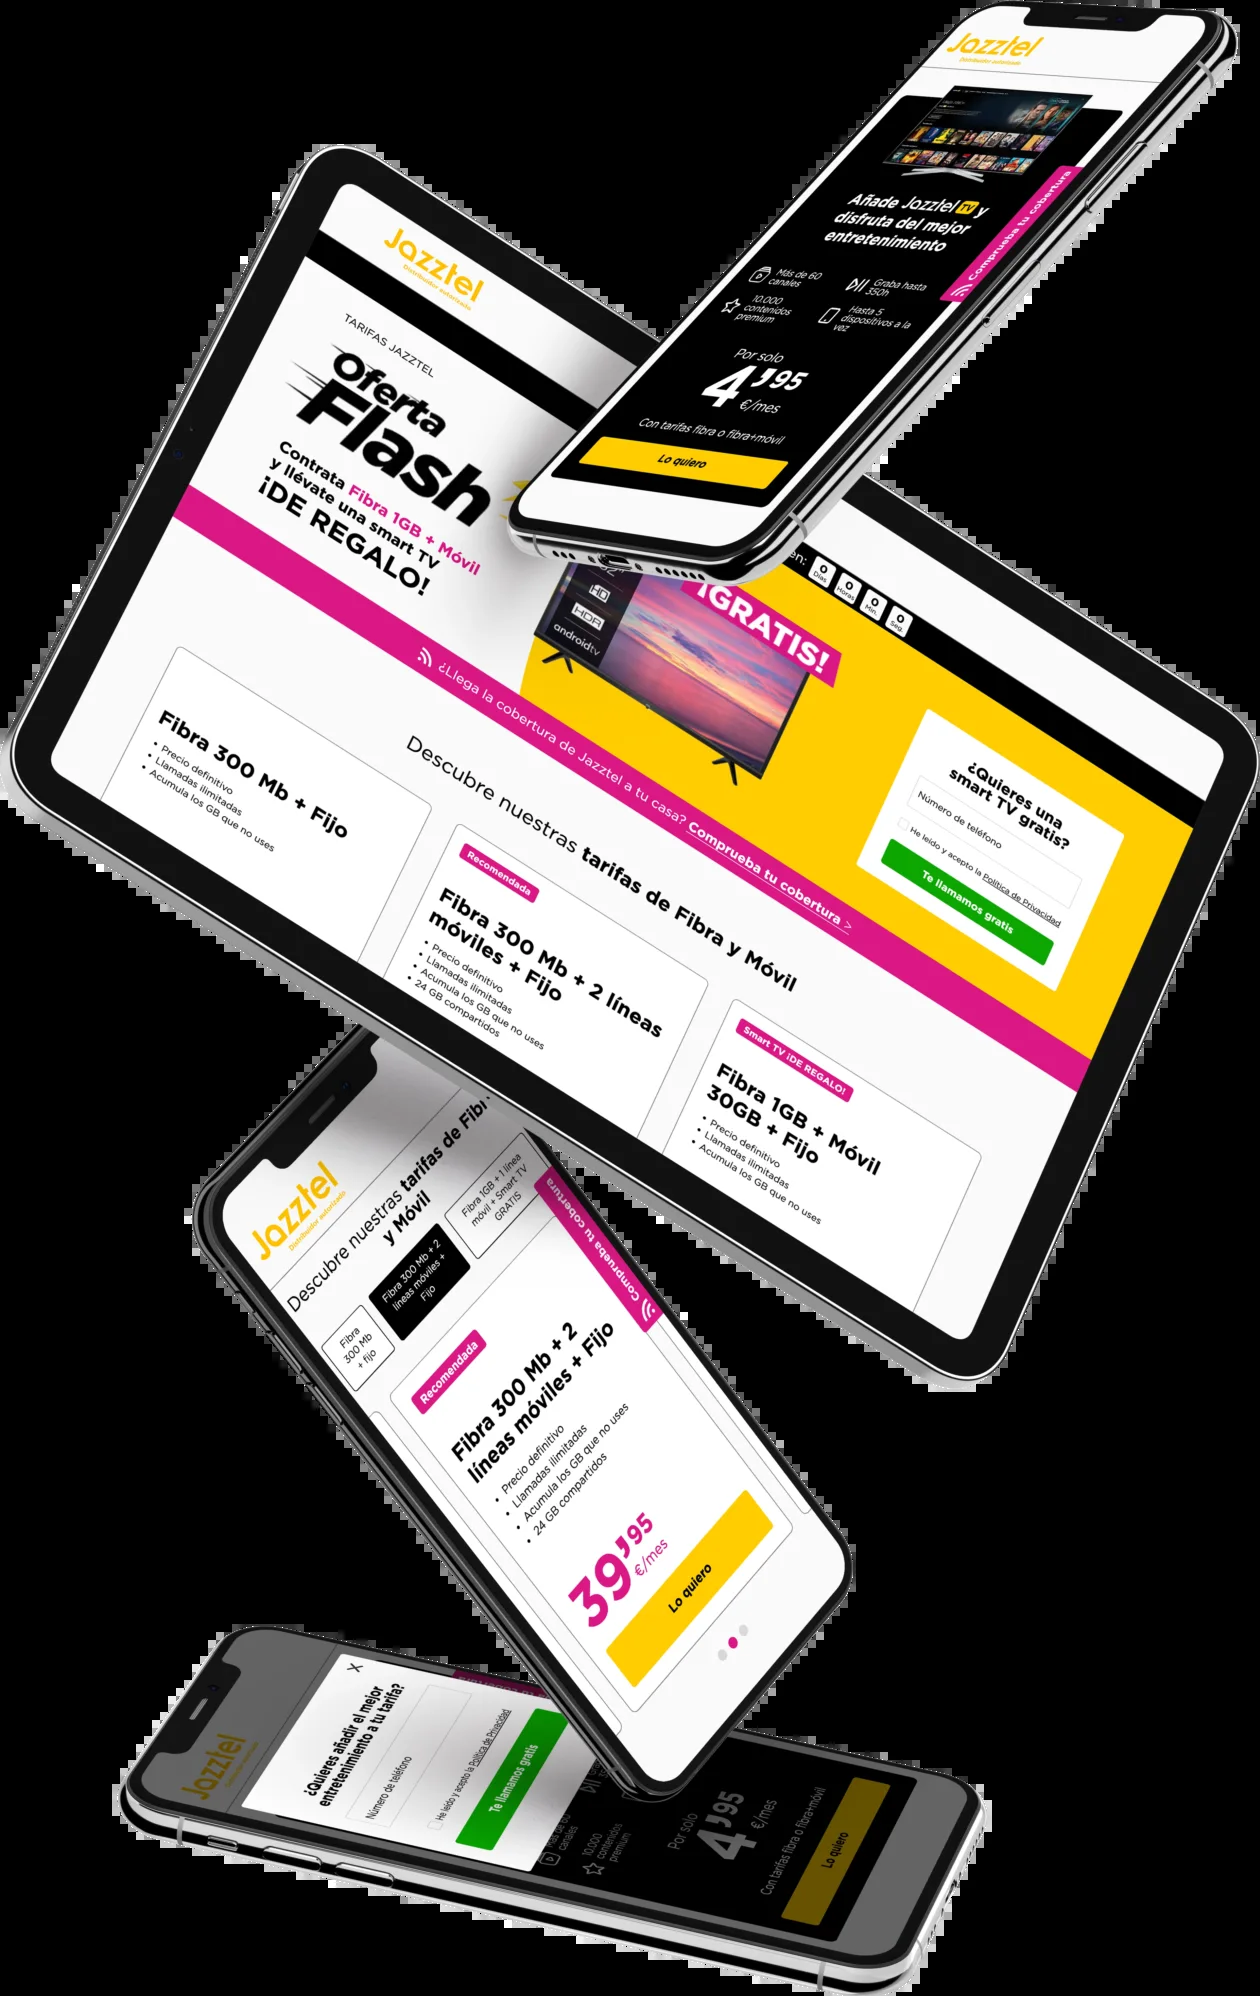 Jazztel
Distribuidor autorizado
Añade Jazztel TV y
disfruta del mejor
entretenimiento
Más de 60
canales
Graba hasta
350h
10.000
contenidos
premium
Hasta 5
dispositivos a la
vez
Por solo
4'95
€/mes
Con tarifas fibra o fibra+móvil
Lo quiero
Comprueba tu cobertura
Jazztel
Distribuidor autorizado
TARIFAS JAZZTEL
Oferta
Flash
Contrata Fibra 1GB + Móvil
y llévate una smart TV
¡DE REGALO!
en:
0 0 0 0
Días Horas Min. Seg.
HD
HDR
androidtv
¡GRATIS!
¿Quieres una
smart TV gratis?
Número de teléfono
He leído y acepto la Política de Privacidad
Te llamamos gratis
¿Llega la cobertura de Jazztel a tu casa? Comprueba tu cobertura >
Descubre nuestras tarifas de Fibra y Móvil
Fibra 300 Mb + Fijo
• Precio definitivo
• Llamadas ilimitadas
• Acumula los GB que no uses
Recomendada
Fibra 300 Mb + 2 líneas
móviles + Fijo
• Precio definitivo
• Llamadas ilimitadas
• Acumula los GB que no uses
• 24 GB compartidos
Smart TV ¡DE REGALO!
Fibra 1GB + Móvil
30GB + Fijo
• Precio definitivo
• Llamadas ilimitadas
• Acumula los GB que no uses
Jazztel
Distribuidor autorizado
Descubre nuestras tarifas de Fibr
y Móvil
Fibra
300 Mb
+ fijo
Fibra 300 Mb + 2
líneas móviles +
Fijo
Fibra 1GB + 1 línea
móvil + Smart TV
GRATIS
Comprueba tu cobertura
Recomendada
Fibra 300 Mb + 2
líneas móviles + Fijo
• Precio definitivo
• Llamadas ilimitadas
• Acumula los GB que no uses
• 24 GB compartidos
39'95
€/mes
Lo quiero
Jazztel
X
¿Quieres añadir el mejor
entretenimiento a tu tarifa?
Número de teléfono
He leído y acepto la Política de Privacidad
Te llamamos gratis
canales
10.000
contenidos
premium
Por solo
4'95
€/mes
Con tarifas fibra o fibra+móvil
Lo quiero